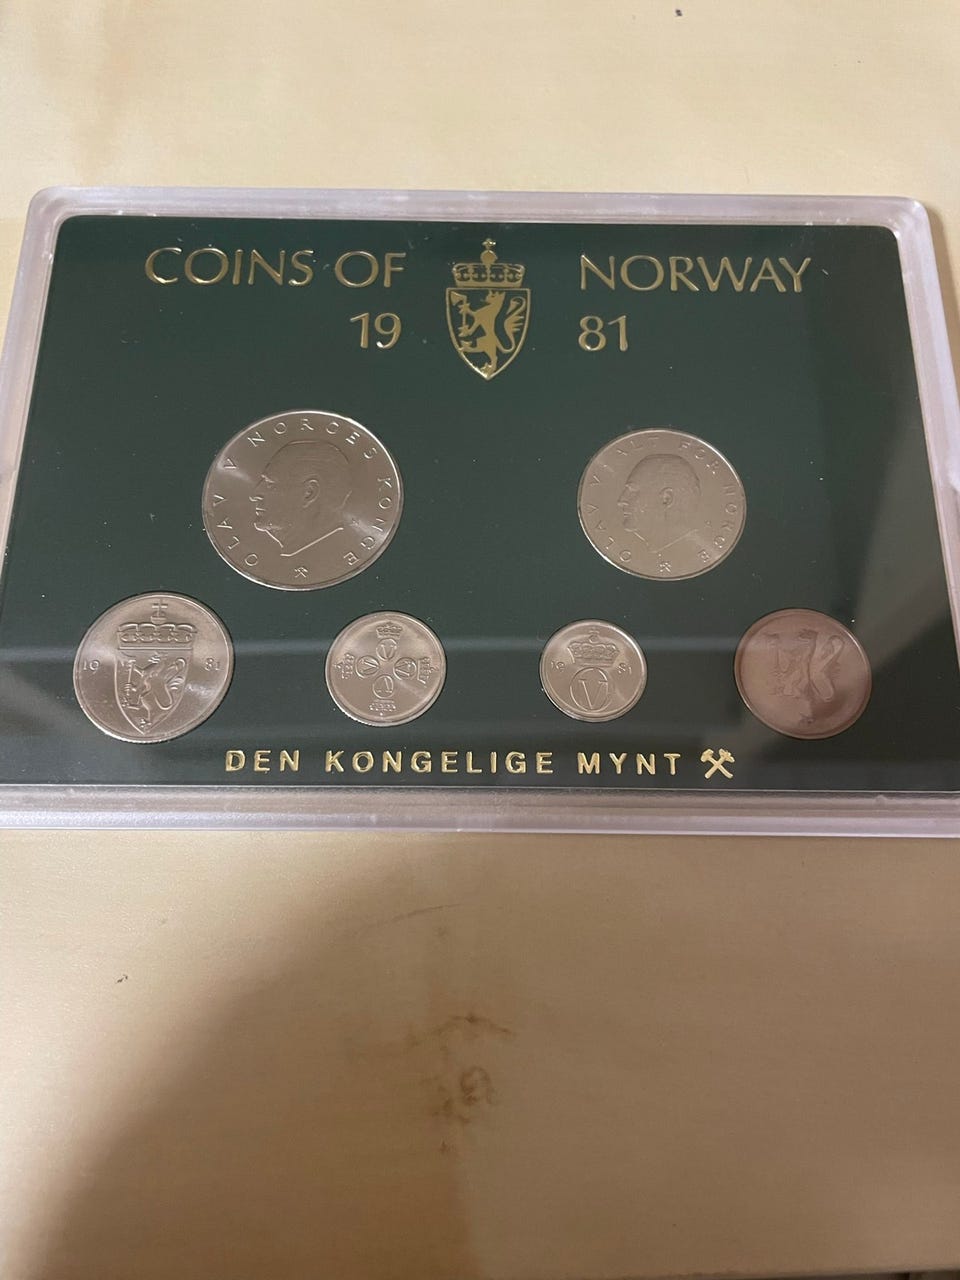 COINS OF NORWAY
19 81
OLAV V NORGES KONGE
OLAV V ALT FOR NORGE
19 81
V V V V
19 81
V
DEN KONGELIGE MYNT